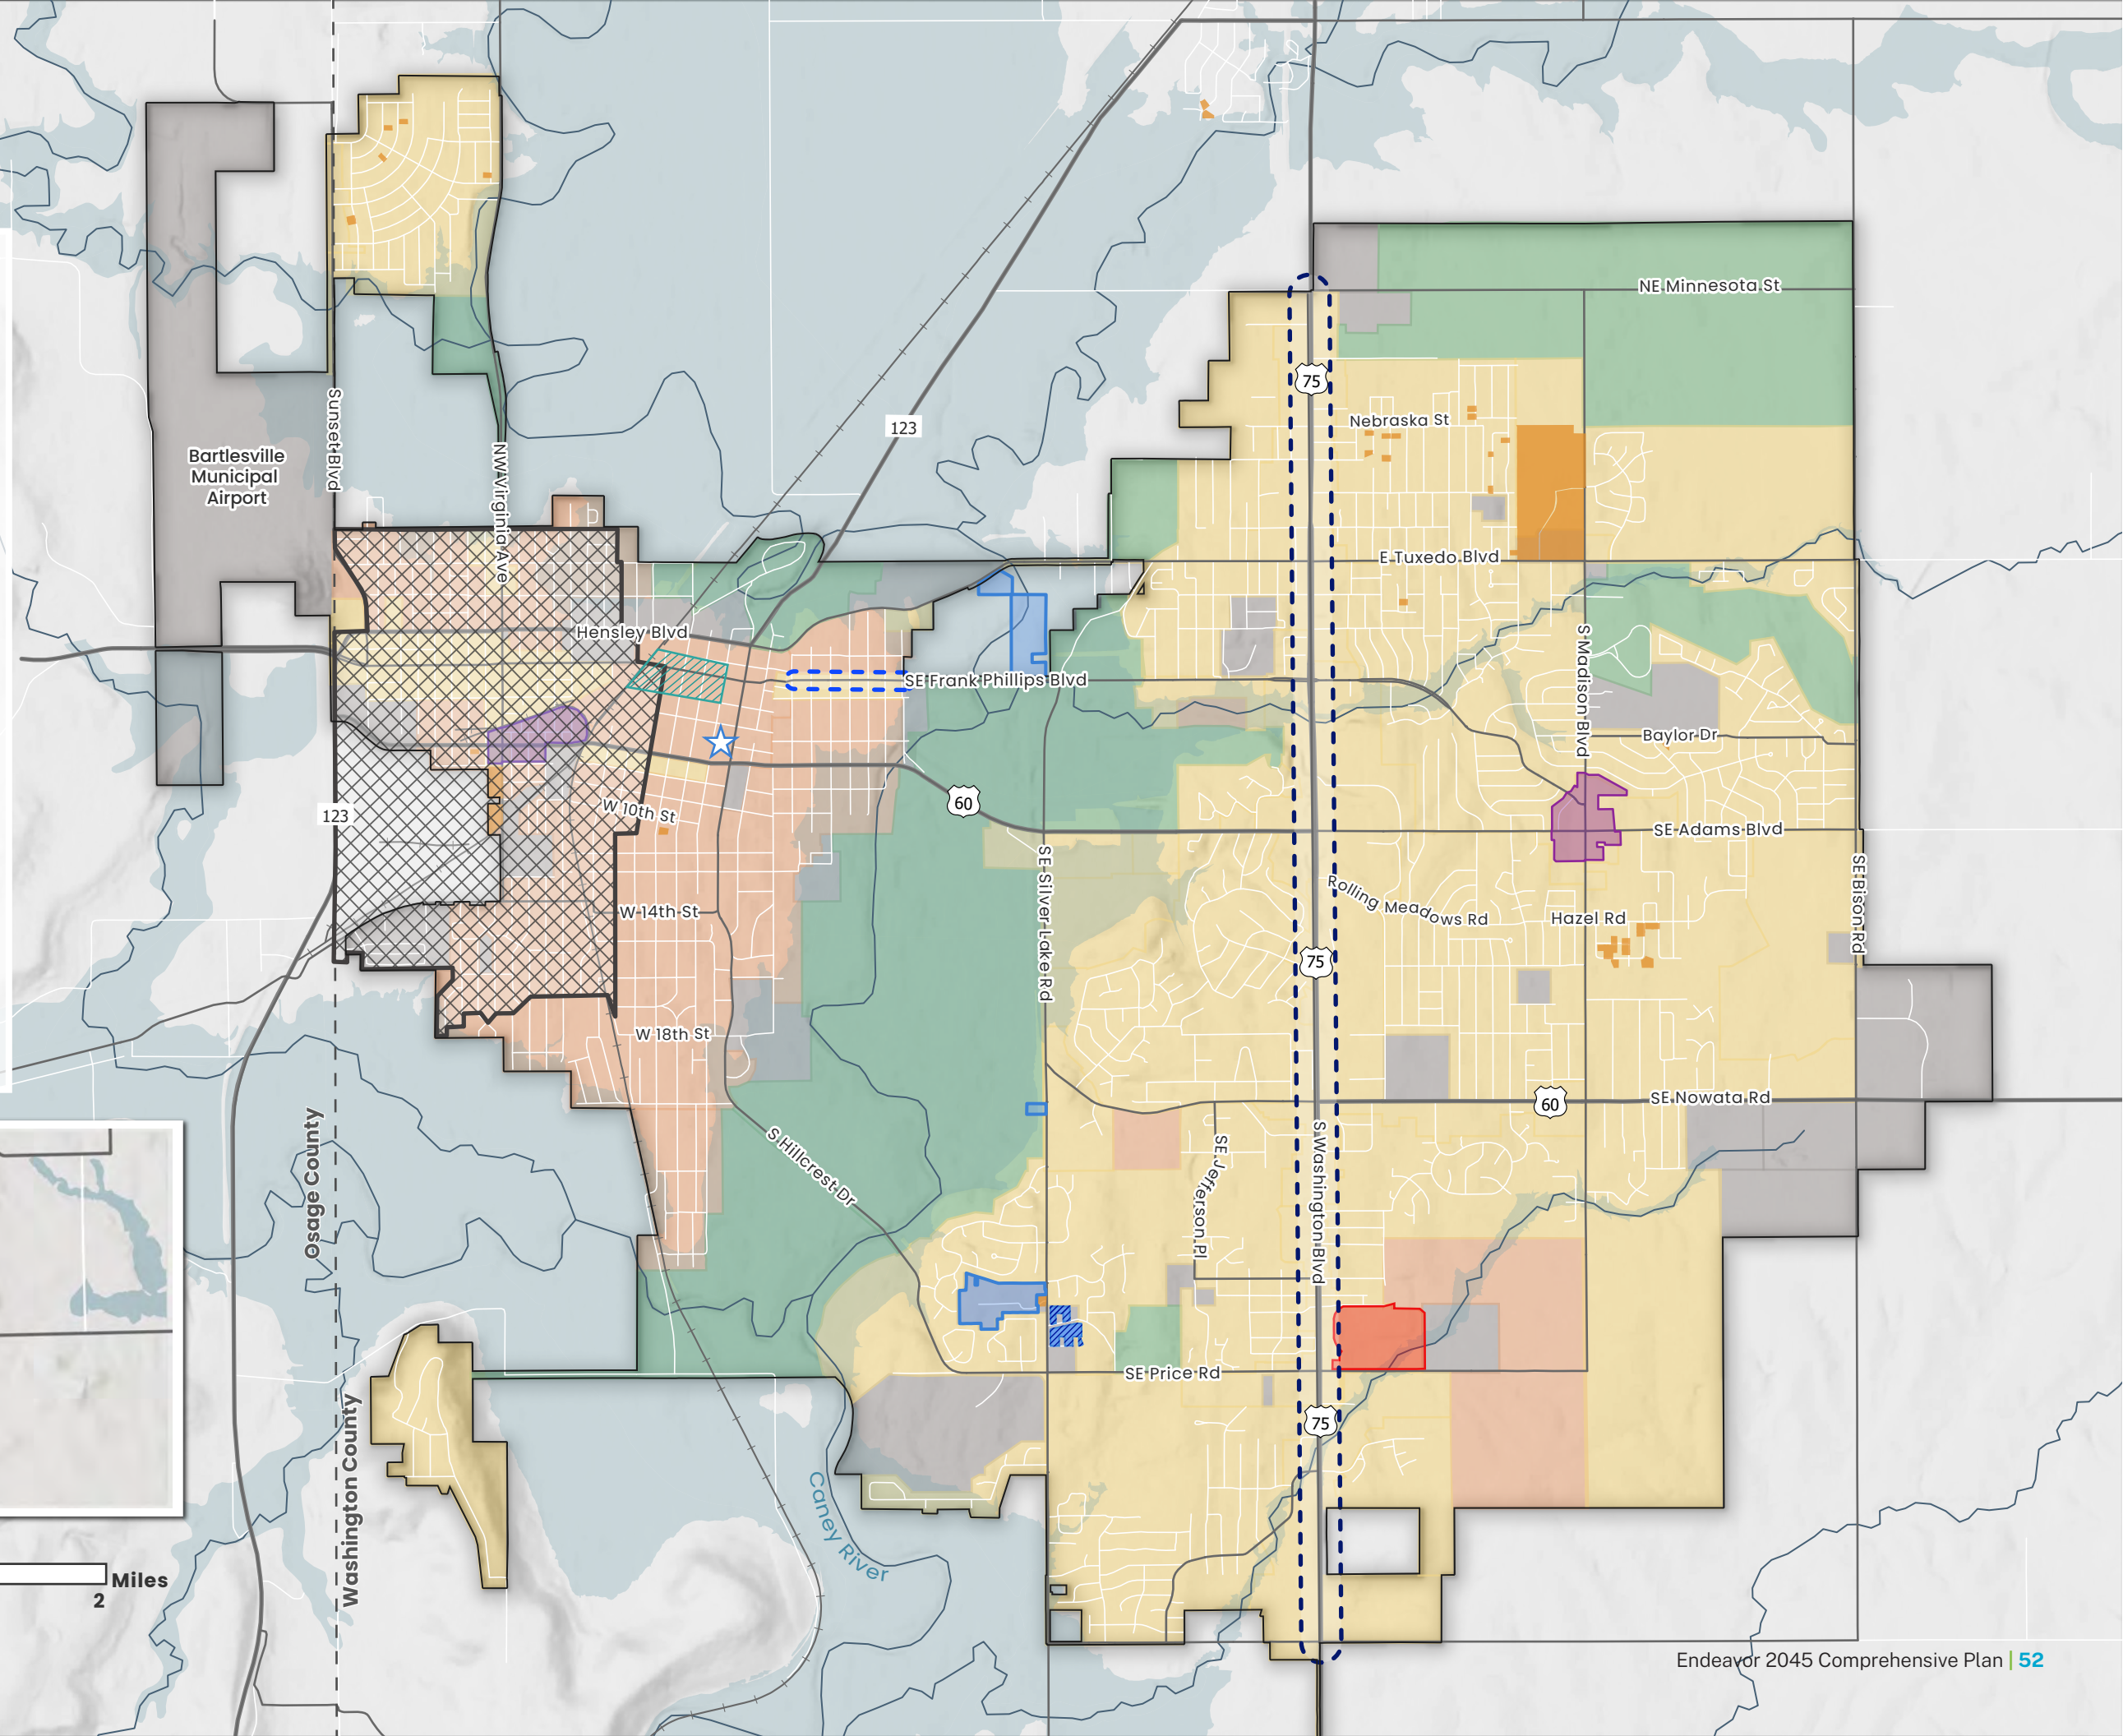 NE Minnesota St
75
Nebraska St
123
Sunset Blvd
NW Virginia Ave
Bartlesville
Municipal
Airport
E Tuxedo Blvd
Hensley Blvd
S Madison Blvd
SE Frank Phillips Blvd
Baylor Dr
60
W 10th St
123
SE Adams Blvd
SE Silver Lake Rd
Rolling Meadows Rd
SE Bison Rd
W 14th St
Hazel Rd
75
W 18th St
SE Nowata Rd
60
Osage County
S Hillcrest Dr
SE Jefferson Pl
S Washington Blvd
SE Price Rd
75
Washington County
Caney River
Miles
2
Endeavor 2045 Comprehensive Plan | 52